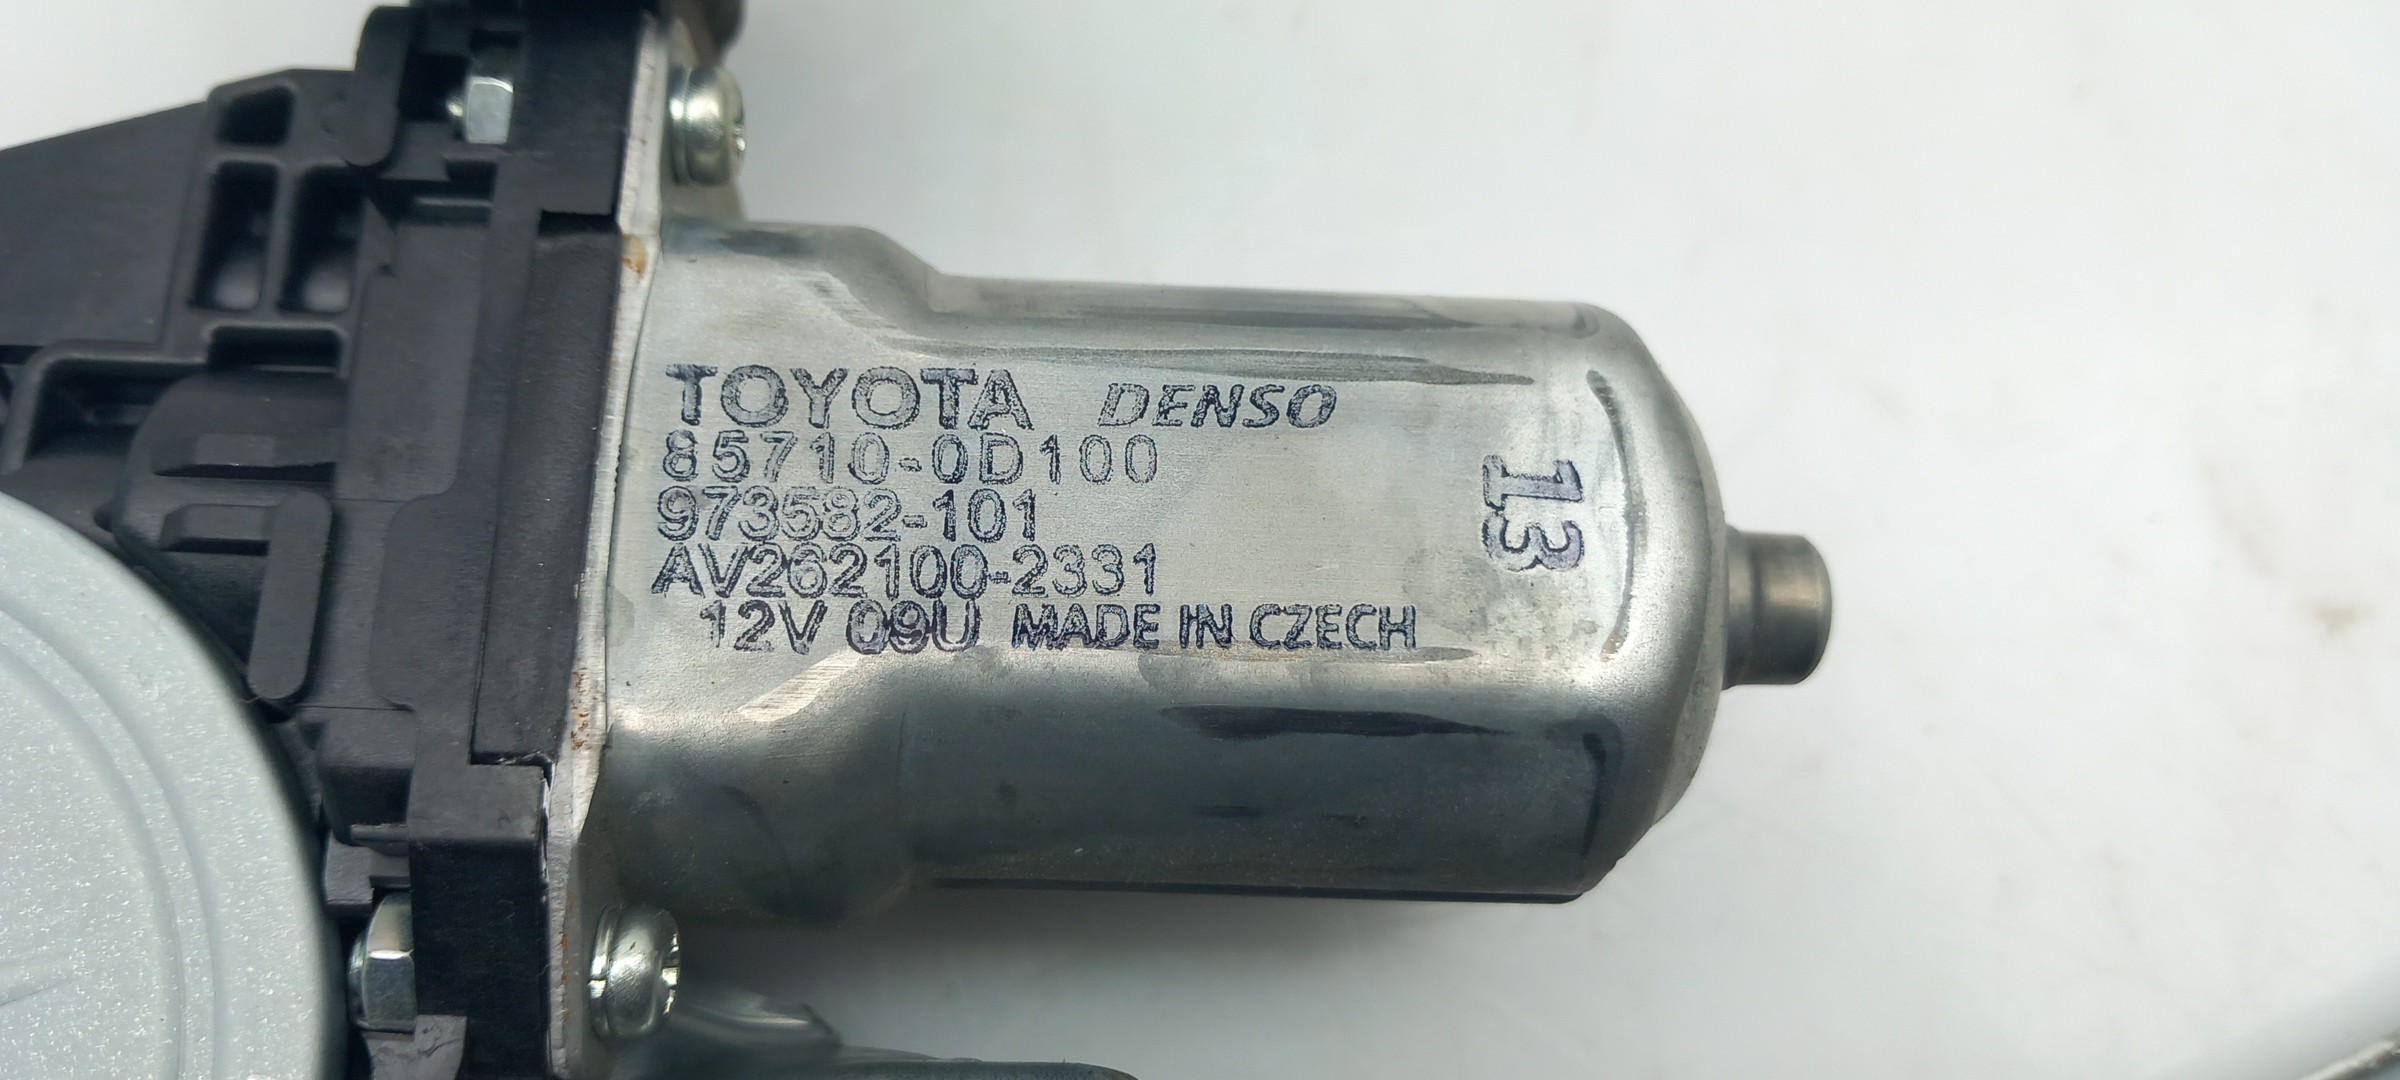 TOYOTA DENSO
85710-0D100
973582-101
AV262100-2331
12V 09U MADE IN CZECH
13